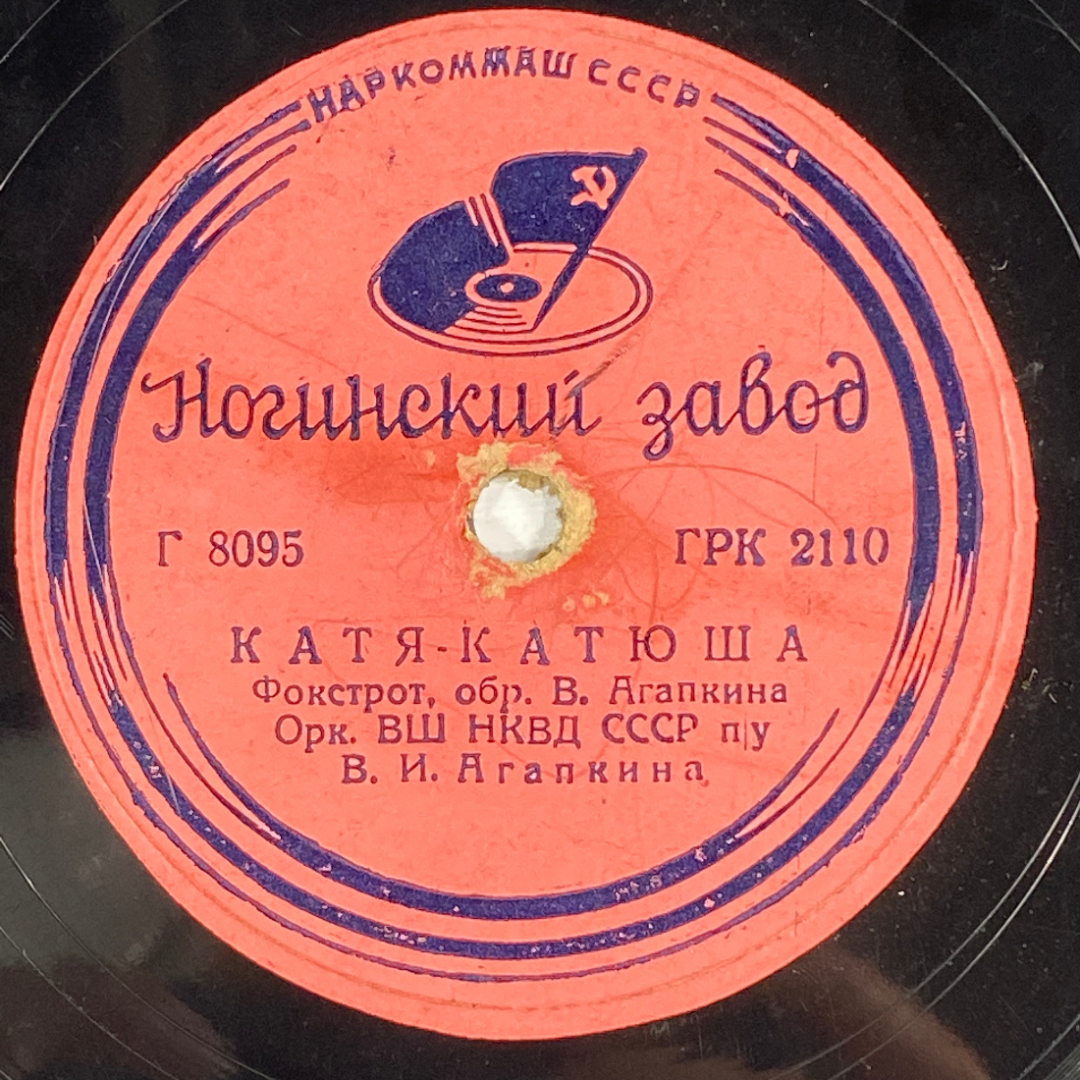 НАРКОММАШ СССР
Ногинский завод
Г 8095 ГРК 2110
КАТЯ-КАТЮША
Фокстрот, обр. В. Агапкина
Орк. ВШ НКВД СССР п/у
В. И. Агапкина